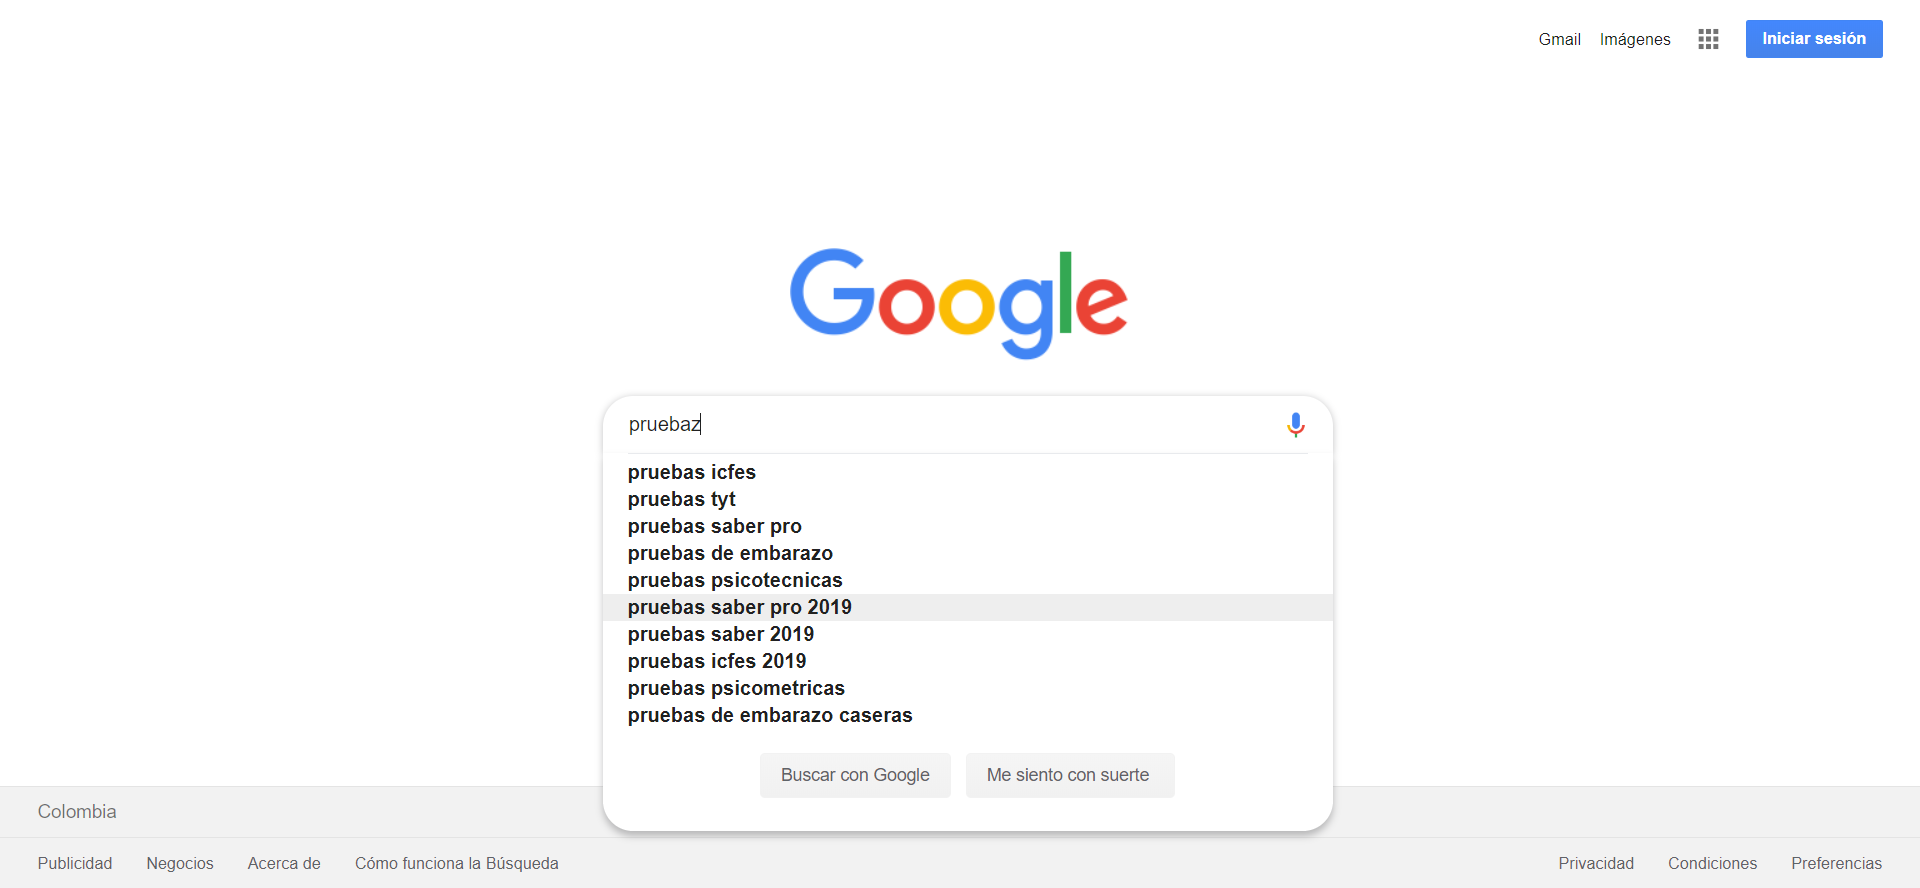 Gmail Imágenes Iniciar sesión
Google
pruebaz
pruebas icfes
pruebas tyt
pruebas saber pro
pruebas de embarazo
pruebas psicotecnicas
pruebas saber pro 2019
pruebas saber 2019
pruebas icfes 2019
pruebas psicometricas
pruebas de embarazo caseras
Buscar con Google Me siento con suerte
Colombia
Publicidad Negocios Acerca de Cómo funciona la Búsqueda Privacidad Condiciones Preferencias